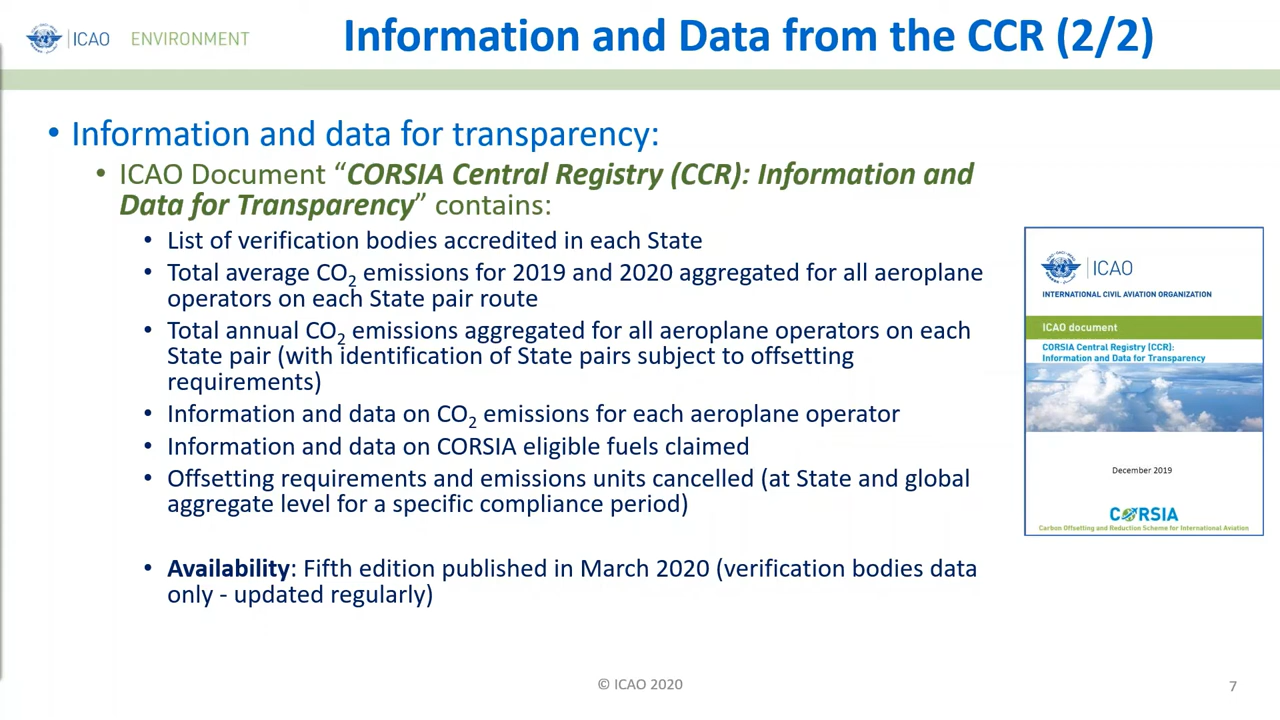 ICAO ENVIRONMENT
Information and Data from the CCR (2/2)
• Information and data for transparency:
• ICAO Document “CORSIA Central Registry (CCR): Information and
Data for Transparency” contains:
• List of verification bodies accredited in each State
• Total average CO2 emissions for 2019 and 2020 aggregated for all aeroplane
operators on each State pair route
• Total annual CO2 emissions aggregated for all aeroplane operators on each
State pair (with identification of State pairs subject to offsetting
requirements)
• Information and data on CO2 emissions for each aeroplane operator
• Information and data on CORSIA eligible fuels claimed
• Offsetting requirements and emissions units cancelled (at State and global
aggregate level for a specific compliance period)
• Availability: Fifth edition published in March 2020 (verification bodies data
only - updated regularly)
ICAO
INTERNATIONAL CIVIL AVIATION ORGANIZATION
ICAO document
CORSIA Central Registry (CCR):
Information and Data for Transparency
December 2019
CORSIA
Carbon Offsetting and Reduction Scheme for International Aviation
© ICAO 2020
7